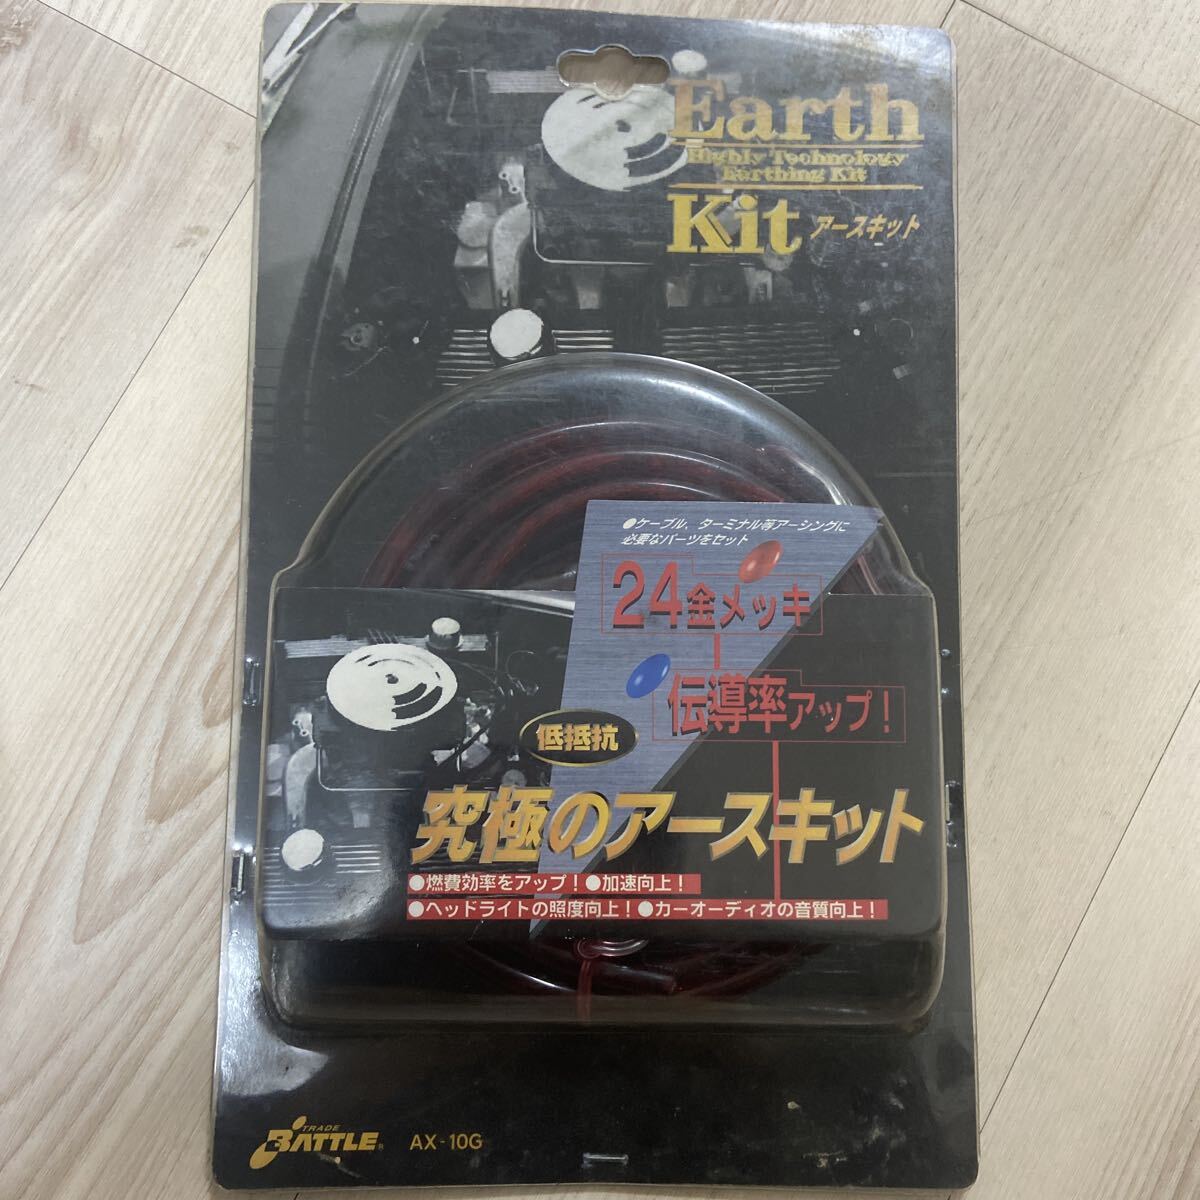 Earth
Highly Technology
Earthing Kit
Kit アースキット
●ケーブル、ターミナル等アーシングに
必要なパーツをセット
24金メッキ
伝導率アップ!
低抵抗
究極のアースキット
●燃費効率をアップ!●加速向上!
●ヘッドライトの照度向上!●カーオーディオの音質向上!
TRADE
BATTLE® AX-10G